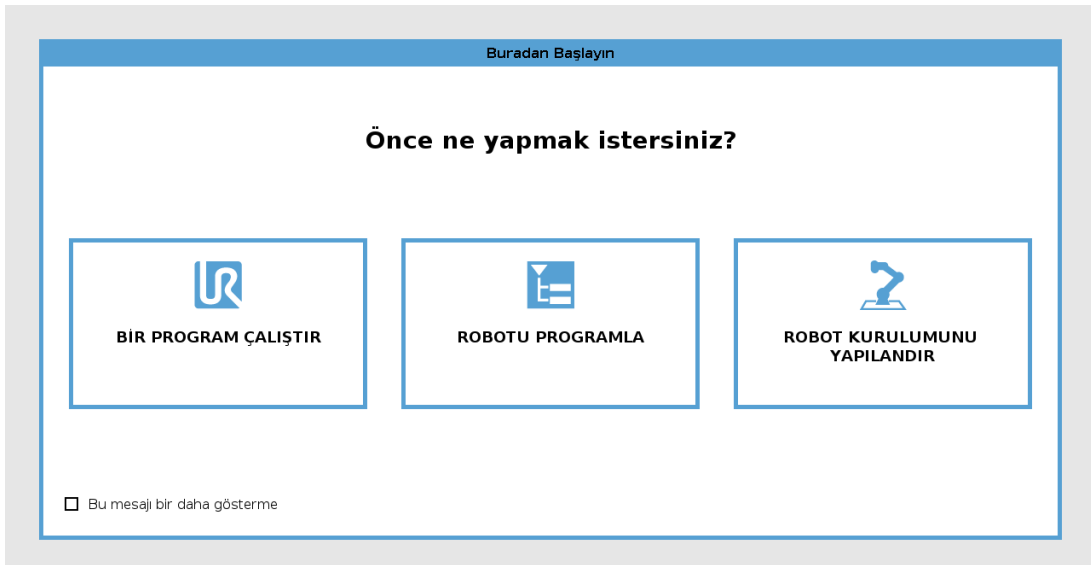 Buradan Başlayın
Önce ne yapmak istersiniz?
BİR PROGRAM ÇALIŞTIR
ROBOTU PROGRAMLA
ROBOT KURULUMUNU
YAPILANDIR
Bu mesajı bir daha gösterme